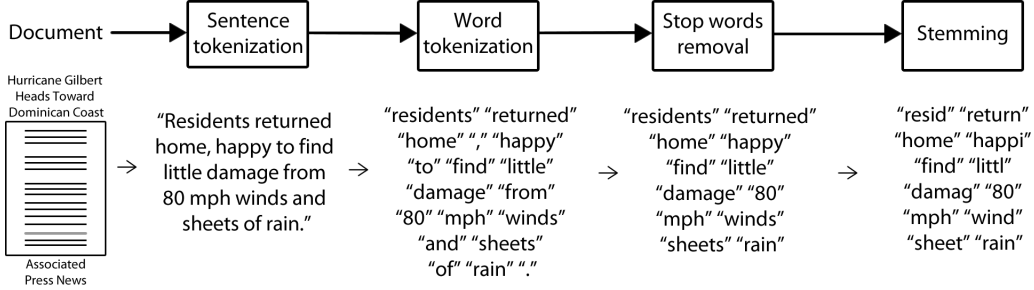 Document
Sentence
tokenization
Word
tokenization
Stop words
removal
Stemming
Hurricane Gilbert
Heads Toward
Dominican Coast
Associated
Press News
“Residents returned
home, happy to find
little damage from
80 mph winds and
sheets of rain.”
“residents” “returned”
“home” “,” “happy”
“to” “find” “little”
“damage” “from”
“80” “mph” “winds”
“and” “sheets”
“of” “rain” “.”
“residents” “returned”
“home” “happy”
“find” “little”
“damage” “80”
“mph” “winds”
“sheets” “rain”
“resid” “return”
“home” “happi”
“find” “littl”
“damag” “80”
“mph” “wind”
“sheet” “rain”